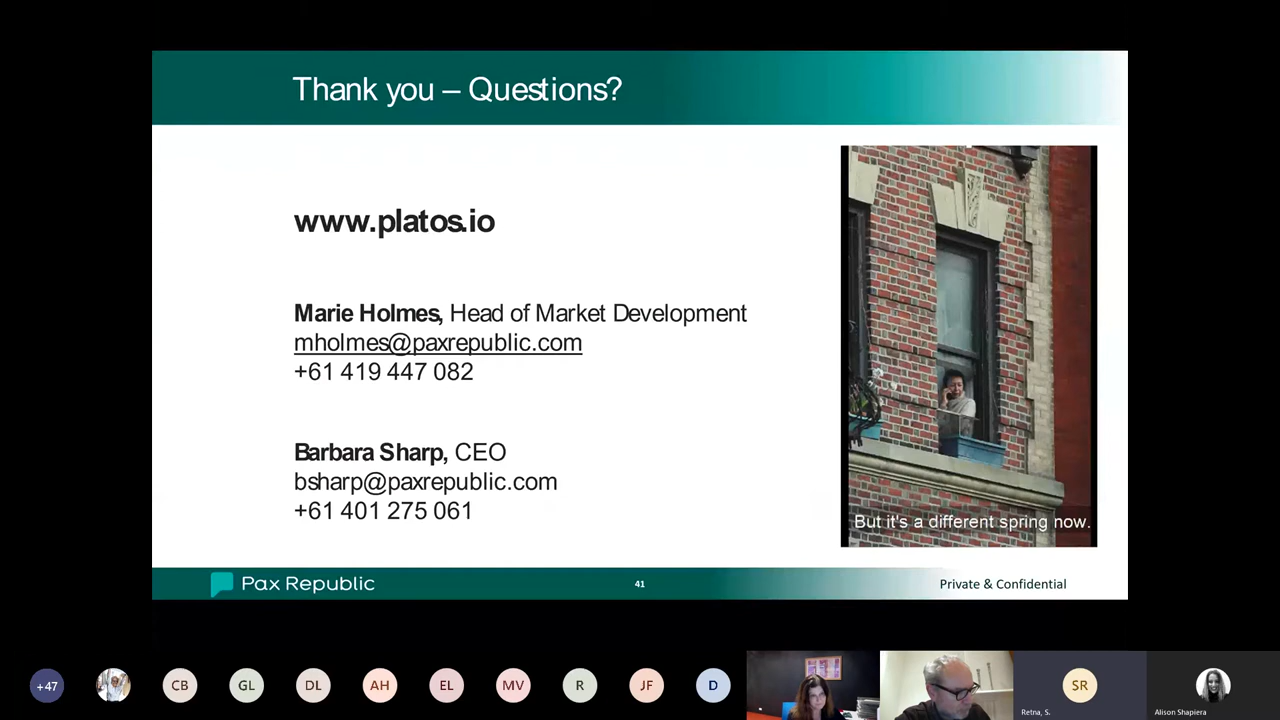 Thank you – Questions?
www.platos.io
Marie Holmes, Head of Market Development
mholmes@paxrepublic.com
+61 419 447 082
Barbara Sharp, CEO
bsharp@paxrepublic.com
+61 401 275 061
But it's a different spring now.
Pax Republic
41
Private & Confidential
+47
CB
GL
DL
AH
EL
MV
R
JF
D
SR
Retna, S.
Alison Shapiera